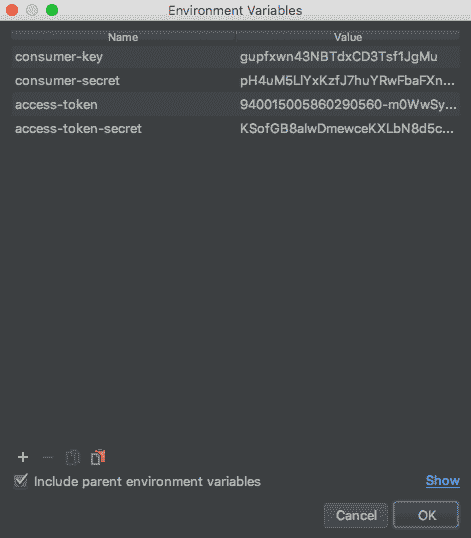 Environment Variables
Name Value
consumer-key gupfxwn43NBTdxCD3Tsf1JgMu
consumer-secret pH4uM5LlYxKzfJ7huYRwFbaFXn...
access-token 940015005860290560-m0WwSy...
access-token-secret KSofGB8alwDmewceKXLbN8d5c...
Include parent environment variables
Show
Cancel OK